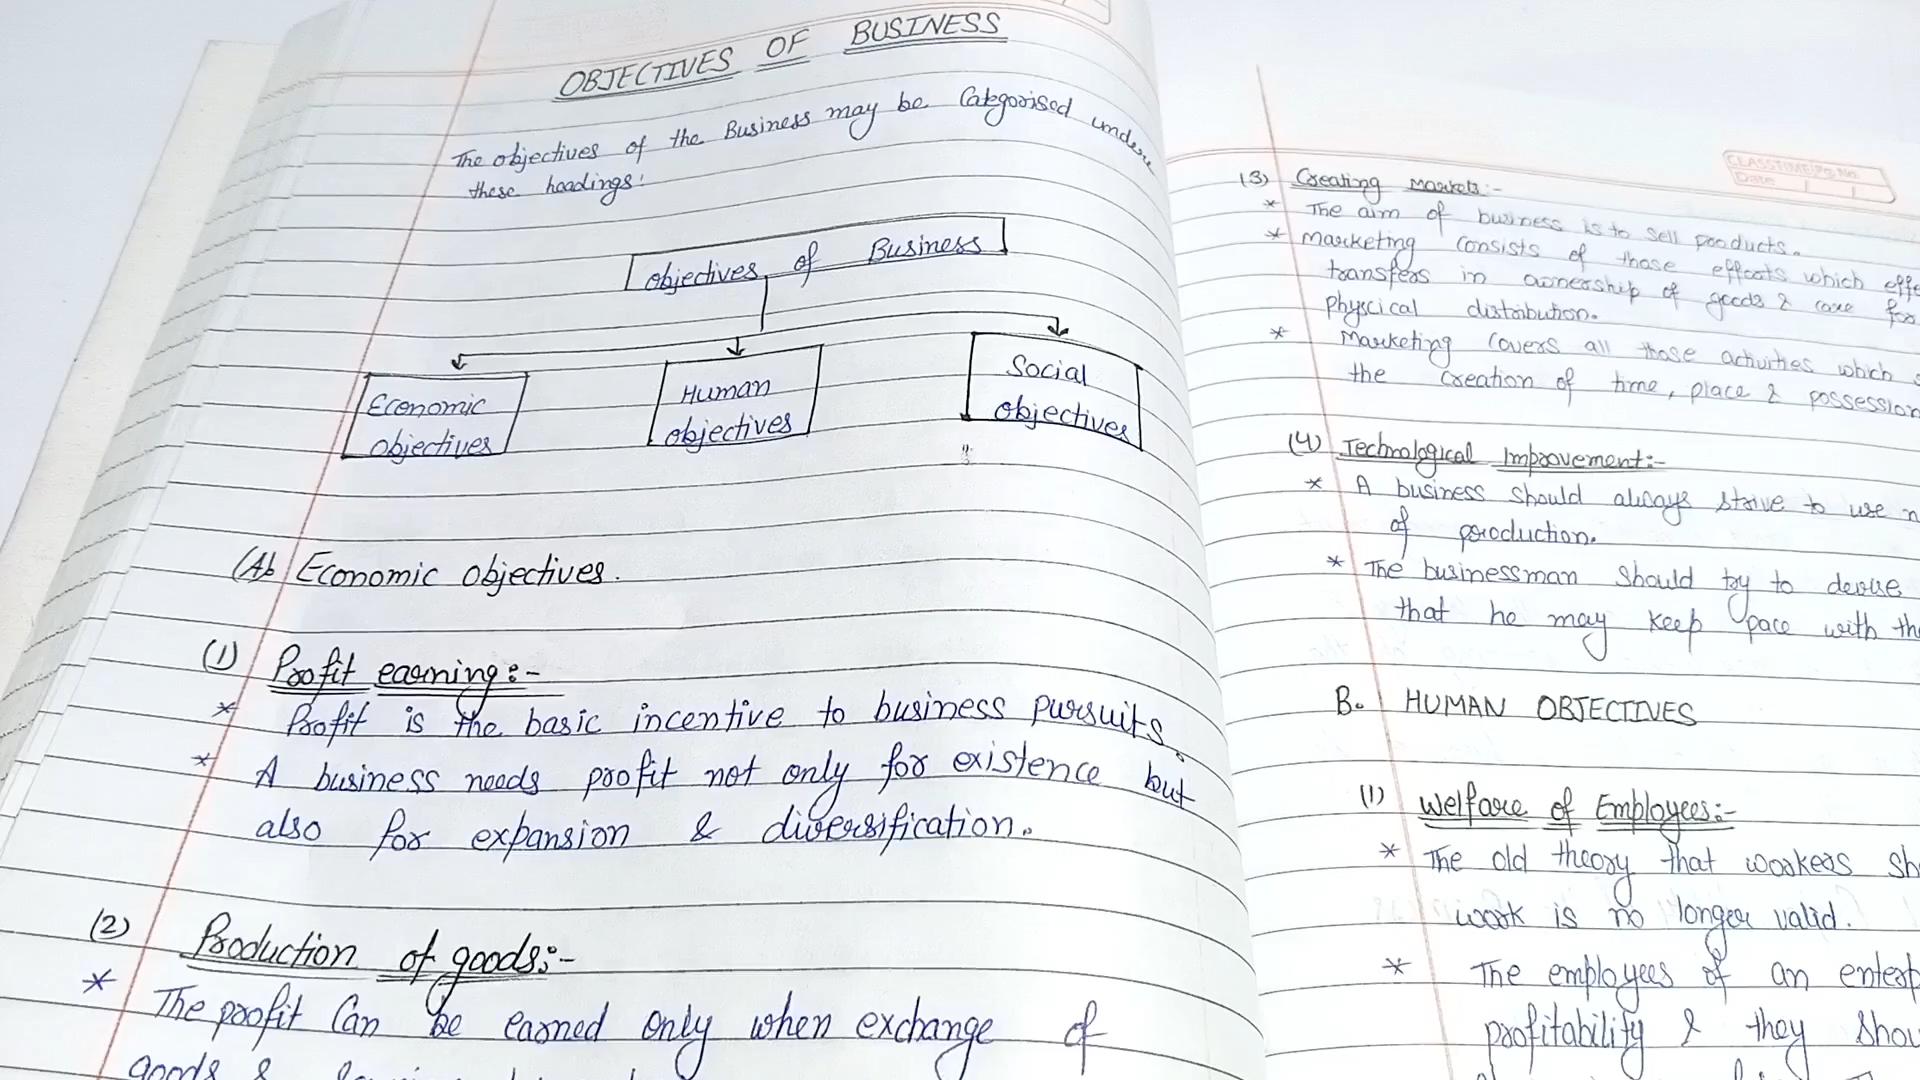 OBJECTIVES OF BUSINESS
The objectives of the Business may be Categorised under
these headings:
Objectives of Business
Economic
Objectives
Human
objectives
Social
objectives
(A) Economic Objectives.
(1) Profit earning:-
* Profit is the basic incentive to business pursuits.
* A business needs profit not only for existence but
also for expansion & diversification.
(2) Production of goods:-
* The profit Can be earned only when exchange of
goods &
CLASSTIME Pg No.
Date
(3) Creating Markets:-
* The aim of business is to sell products.
* Marketing consists of those efforts which
transfers in ownership of goods & care for
physcical distribution.
* Marketing Covers all those activities which
the creation of time, place & possession
(4) Technological Improvement:-
* A business should always strive to use
of production.
* The businessman should try to
that he may keep pace with
B. HUMAN OBJECTIVES
(1) Welfare of Employees:-
* The old theory that workers
work is no longer valid.
* The employees of an
profitability & they